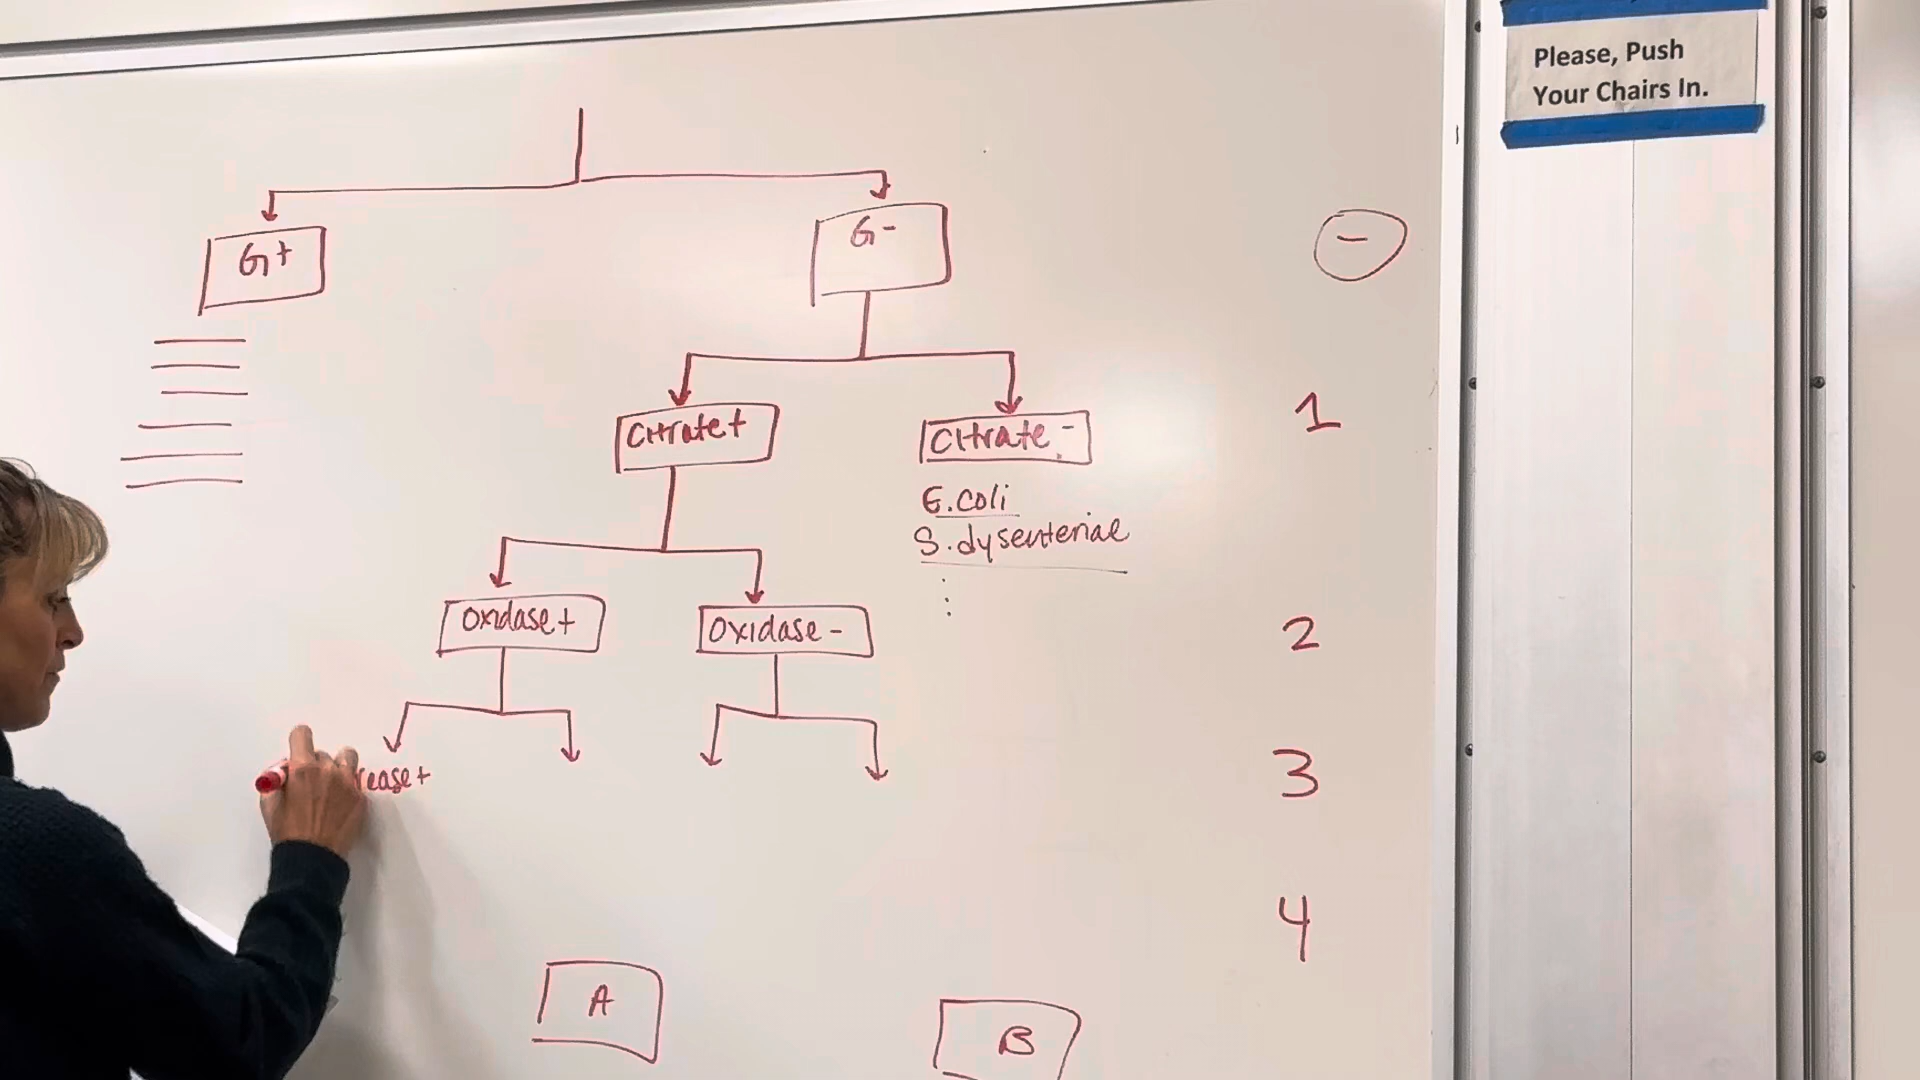 Please, Push
Your Chairs In.
G+
G-
-
Citrate+
Citrate-
1
E.coli
S.dysenteriae
Oxidase+
Oxidase-
2
rease+
3
4
A
B